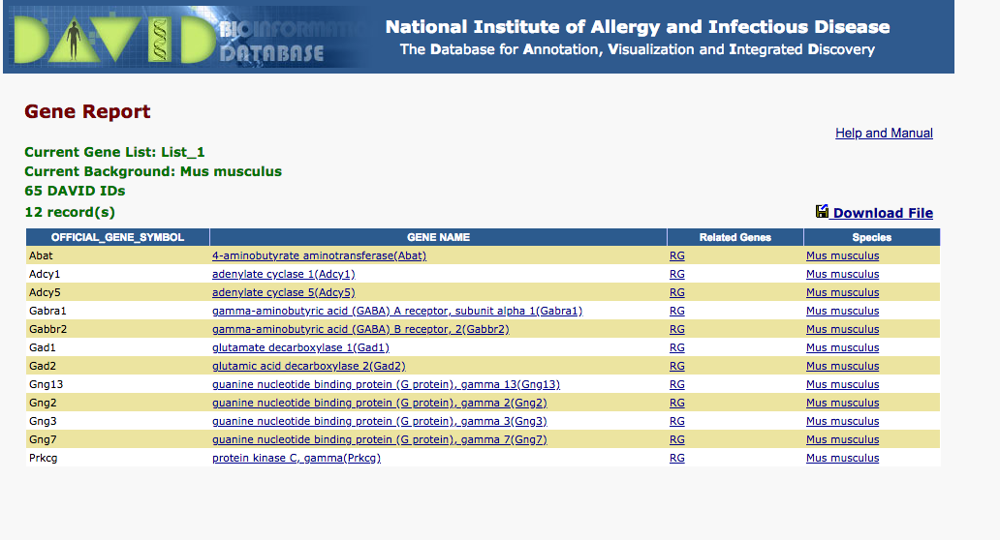 DAVID BIOINFORMATICS DATABASE
National Institute of Allergy and Infectious Disease
The Database for Annotation, Visualization and Integrated Discovery
Gene Report
Help and Manual
Current Gene List: List_1
Current Background: Mus musculus
65 DAVID IDs
12 record(s)
Download File
OFFICIAL_GENE_SYMBOL GENE NAME Related Genes Species
Abat 4-aminobutyrate aminotransferase(Abat) RG Mus musculus
Adcy1 adenylate cyclase 1(Adcy1) RG Mus musculus
Adcy5 adenylate cyclase 5(Adcy5) RG Mus musculus
Gabra1 gamma-aminobutyric acid (GABA) A receptor, subunit alpha 1(Gabra1) RG Mus musculus
Gabbr2 gamma-aminobutyric acid (GABA) B receptor, 2(Gabbr2) RG Mus musculus
Gad1 glutamate decarboxylase 1(Gad1) RG Mus musculus
Gad2 glutamic acid decarboxylase 2(Gad2) RG Mus musculus
Gng13 guanine nucleotide binding protein (G protein), gamma 13(Gng13) RG Mus musculus
Gng2 guanine nucleotide binding protein (G protein), gamma 2(Gng2) RG Mus musculus
Gng3 guanine nucleotide binding protein (G protein), gamma 3(Gng3) RG Mus musculus
Gng7 guanine nucleotide binding protein (G protein), gamma 7(Gng7) RG Mus musculus
Prkcg protein kinase C, gamma(Prkcg) RG Mus musculus